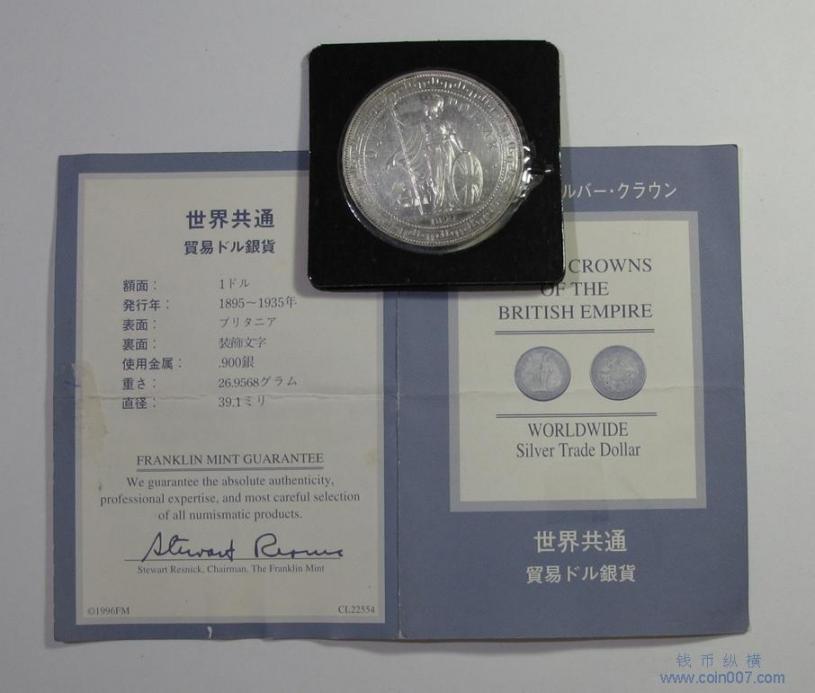 世界共通
貿易ドル銀貨
額面： 1ドル
発行年： 1895～1935年
表面： ブリタニア
裏面： 装飾文字
使用金属： .900銀
重さ： 26.9568グラム
直径： 39.1ミリ
FRANKLIN MINT GUARANTEE
We guarantee the absolute authenticity,
professional expertise, and most careful selection
of all numismatic products.
Stewart Resnick
Stewart Resnick, Chairman, The Franklin Mint
©1996FM CL22554
DOLLAR
ルバー・クラウン
CROWNS
OF THE
BRITISH EMPIRE
WORLDWIDE
Silver Trade Dollar
世界共通
貿易ドル銀貨
钱币纵横
www.coin007.com